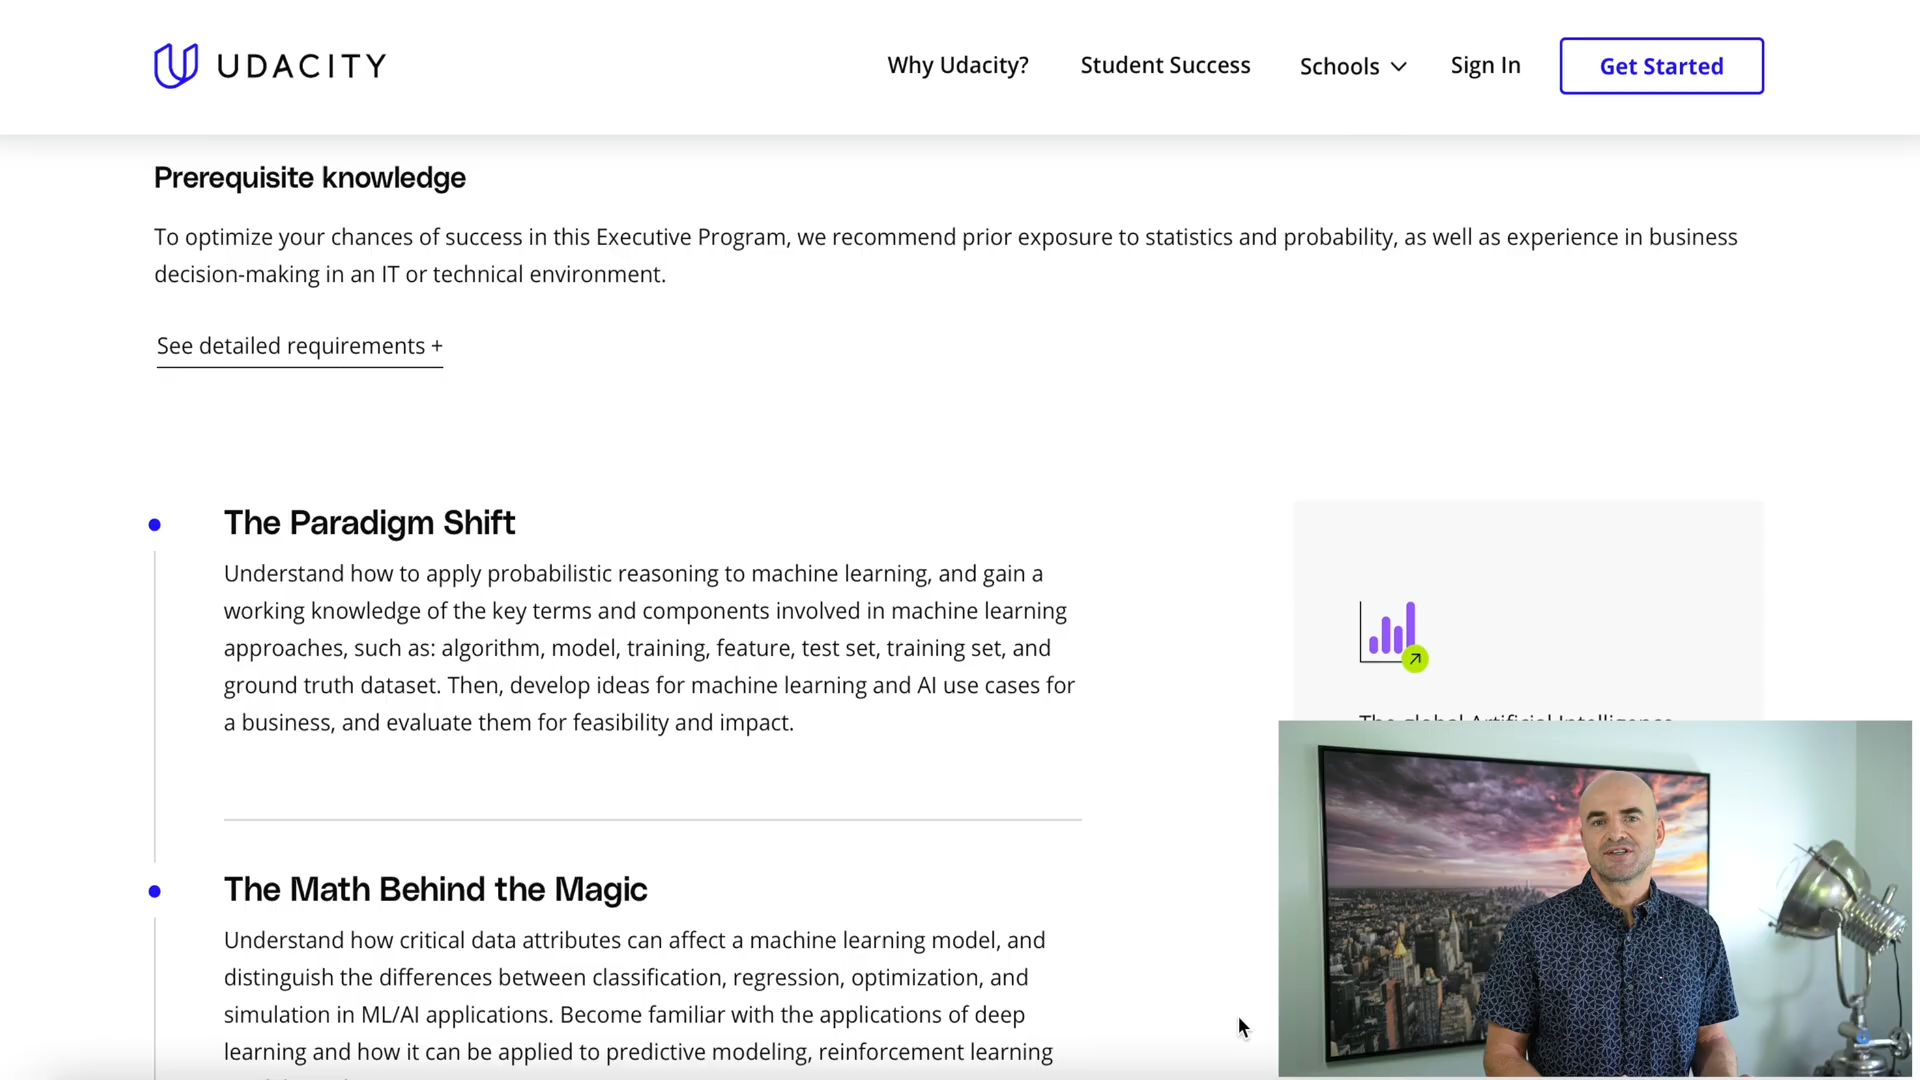 UDACITY
Why Udacity?
Student Success
Schools
Sign In
Get Started
Prerequisite knowledge
To optimize your chances of success in this Executive Program, we recommend prior exposure to statistics and probability, as well as experience in business
decision-making in an IT or technical environment.
See detailed requirements +
The Paradigm Shift
Understand how to apply probabilistic reasoning to machine learning, and gain a
working knowledge of the key terms and components involved in machine learning
approaches, such as: algorithm, model, training, feature, test set, training set, and
ground truth dataset. Then, develop ideas for machine learning and AI use cases for
a business, and evaluate them for feasibility and impact.
The global Artificial Intelligence
The Math Behind the Magic
Understand how critical data attributes can affect a machine learning model, and
distinguish the differences between classification, regression, optimization, and
simulation in ML/AI applications. Become familiar with the applications of deep
learning and how it can be applied to predictive modeling, reinforcement learning